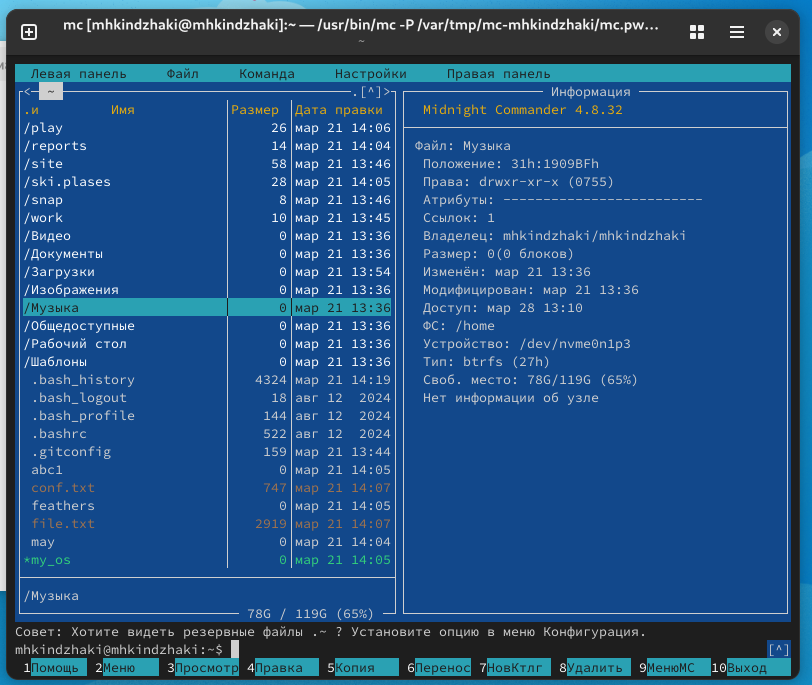 mc [mhkindzhaki@mhkindzhaki]:~ — /usr/bin/mc -P /var/tmp/mc-mhkindzhaki/mc.pw…
~
Левая панель Файл Команда Настройки Правая панель
<─ ~ .[^]>
.и Имя Размер Дата правки
/play 26 мар 21 14:06
/reports 14 мар 21 14:04
/site 58 мар 21 13:46
/ski.plases 28 мар 21 14:05
/snap 8 мар 21 13:46
/work 10 мар 21 13:45
/Видео 0 мар 21 13:36
/Документы 0 мар 21 13:36
/Загрузки 0 мар 21 13:54
/Изображения 0 мар 21 13:36
/Музыка 0 мар 21 13:36
/Общедоступные 0 мар 21 13:36
/Рабочий стол 0 мар 21 13:36
/Шаблоны 0 мар 21 13:36
.bash_history 4324 мар 21 14:19
.bash_logout 18 авг 12 2024
.bash_profile 144 авг 12 2024
.bashrc 522 авг 12 2024
.gitconfig 159 мар 21 13:44
abc1 0 мар 21 14:05
conf.txt 747 мар 21 14:07
feathers 0 мар 21 14:05
file.txt 2919 мар 21 14:07
may 0 мар 21 14:04
*my_os 0 мар 21 14:05
/Музыка
78G / 119G (65%)
Информация
Midnight Commander 4.8.32
Файл: Музыка
Положение: 31h:1909BFh
Права: drwxr-xr-x (0755)
Атрибуты: -------------------------
Ссылок: 1
Владелец: mhkindzhaki/mhkindzhaki
Размер: 0(0 блоков)
Изменён: мар 21 13:36
Модифицирован: мар 21 13:36
Доступ: мар 28 13:10
ФС: /home
Устройство: /dev/nvme0n1p3
Тип: btrfs (27h)
Своб. место: 78G/119G (65%)
Нет информации об узле
Совет: Хотите видеть резервные файлы .~ ? Установите опцию в меню Конфигурация.
mhkindzhaki@mhkindzhaki:~$ [^]
1Помощь 2Меню 3Просмотр 4Правка 5Копия 6Перенос 7НовКтлг 8Удалить 9МенюМС 10Выход